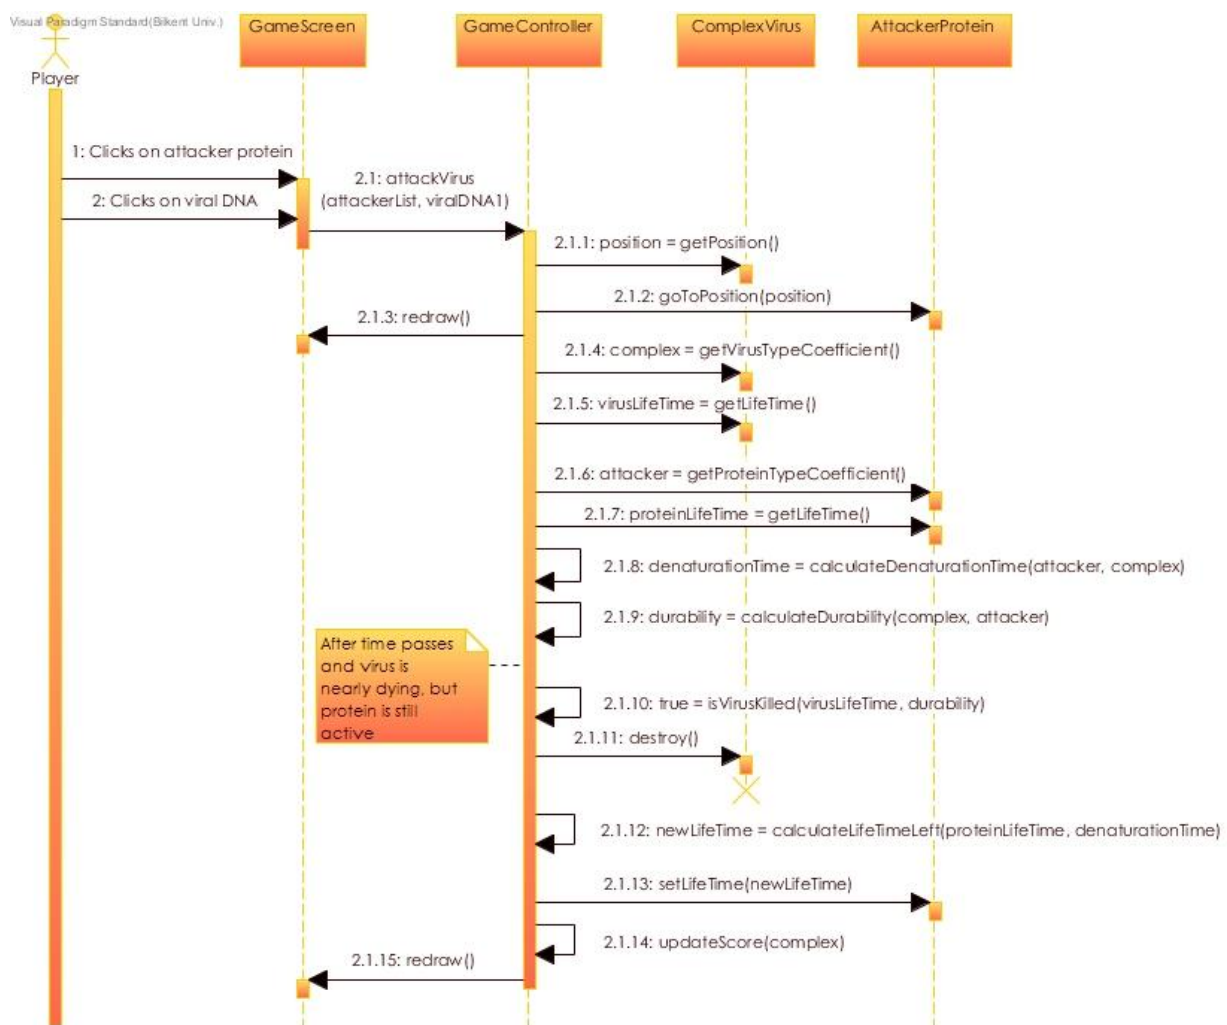 Visual Paradigm Standard(Bilkent Univ.)
GameScreen
GameController
ComplexVirus
AttackerProtein
Player
1: Clicks on attacker protein
2: Clicks on viral DNA
2.1: attackVirus
(attackerList, viralDNA1)
2.1.1: position = getPosition()
2.1.2: goToPosition(position)
2.1.3: redraw()
2.1.4: complex = getVirusTypeCoefficient()
2.1.5: virusLifeTime = getLifeTime()
2.1.6: attacker = getProteinTypeCoefficient()
2.1.7: proteinLifeTime = getLifeTime()
2.1.8: denaturationTime = calculateDenaturationTime(attacker, complex)
2.1.9: durability = calculateDurability(complex, attacker)
After time passes
and virus is
nearly dying, but
protein is still
active
2.1.10: true = isVirusKilled(virusLifeTime, durability)
2.1.11: destroy()
2.1.12: newLifeTime = calculateLifeTimeLeft(proteinLifeTime, denaturationTime)
2.1.13: setLifeTime(newLifeTime)
2.1.14: updateScore(complex)
2.1.15: redraw()